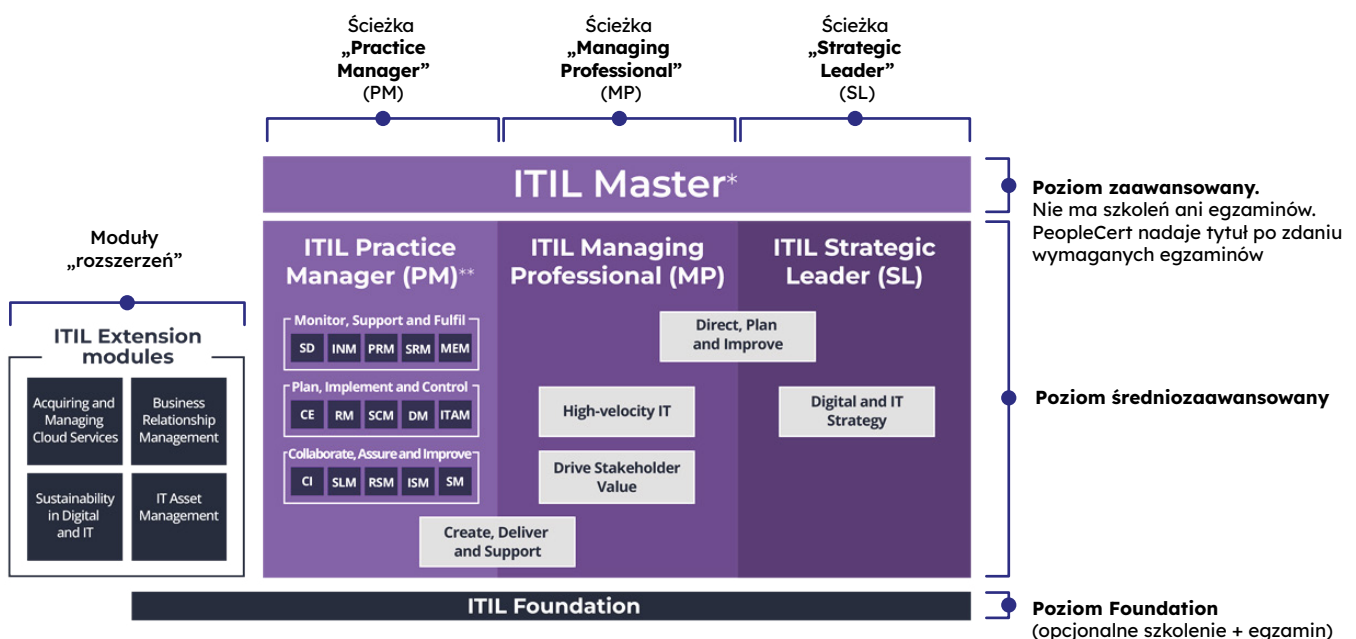 Ścieżka
„Practice
Manager”
(PM)
Ścieżka
„Managing
Professional”
(MP)
Ścieżka
„Strategic
Leader”
(SL)
ITIL Master*
Poziom zaawansowany.
Nie ma szkoleń ani egzaminów.
PeopleCert nadaje tytuł po zdaniu
wymaganych egzaminów
Moduły
„rozszerzeń”
ITIL Extension
modules
Acquiring and
Managing
Cloud Services
Business
Relationship
Management
Sustainability
in Digital
and IT
IT Asset
Management
ITIL Practice
Manager (PM)**
Monitor, Support and Fulfil
SD INM PRM SRM MEM
Plan, Implement and Control
CE RM SCM DM ITAM
Collaborate, Assure and Improve
CI SLM RSM ISM SM
ITIL Managing
Professional (MP)
ITIL Strategic
Leader (SL)
Direct, Plan
and Improve
High-velocity IT
Digital and IT
Strategy
Drive Stakeholder
Value
Create, Deliver
and Support
Poziom średniozaawansowany
ITIL Foundation
Poziom Foundation
(opcjonalne szkolenie + egzamin)